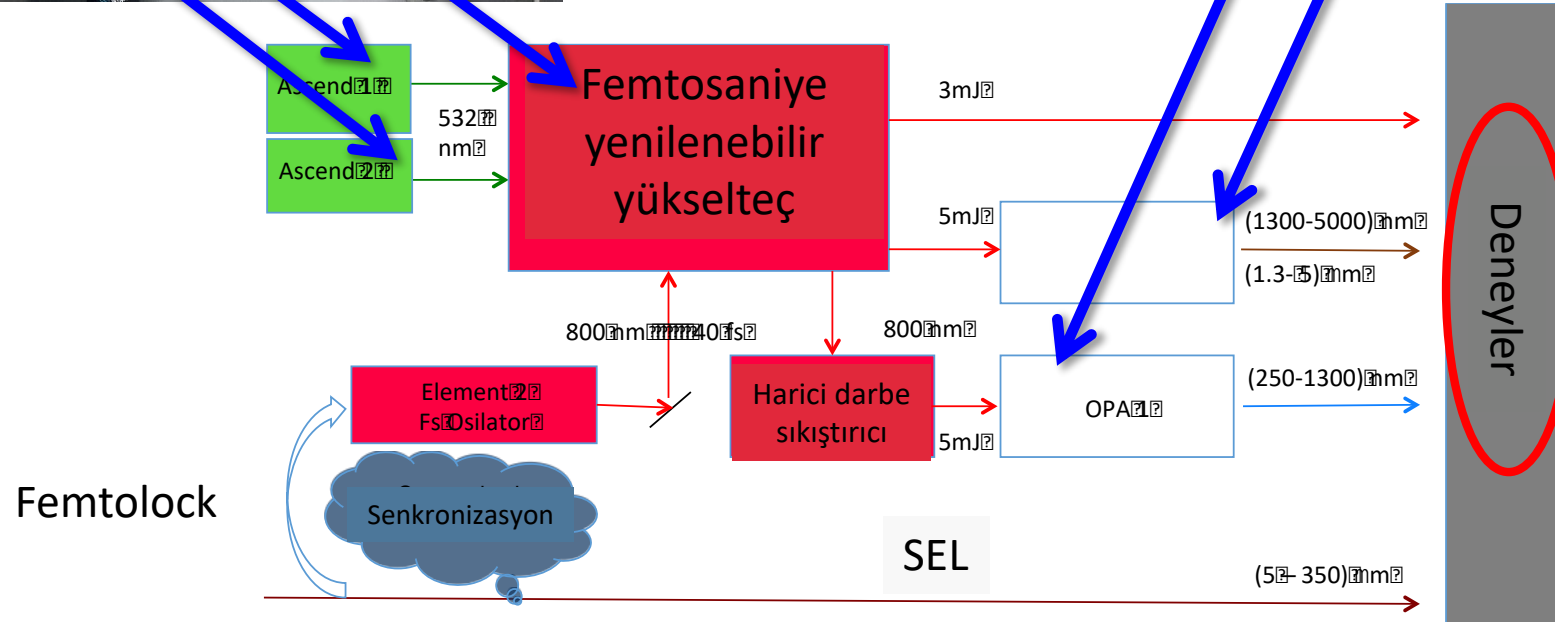 Ascend 1
532
nm
Ascend 2
Femtosaniye
yenilenebilir
yükselteç
3mJ
5mJ
(1300-5000) nm
(1.3- 5) mm
800 nm 40 fs
800 nm
Element 2
Fs Osilator
Harici darbe
sıkıştırıcı
5mJ
OPA 1
(250-1300) nm
Deneyler
Femtolock
Senkronizasyon
SEL
(5 – 350) mm